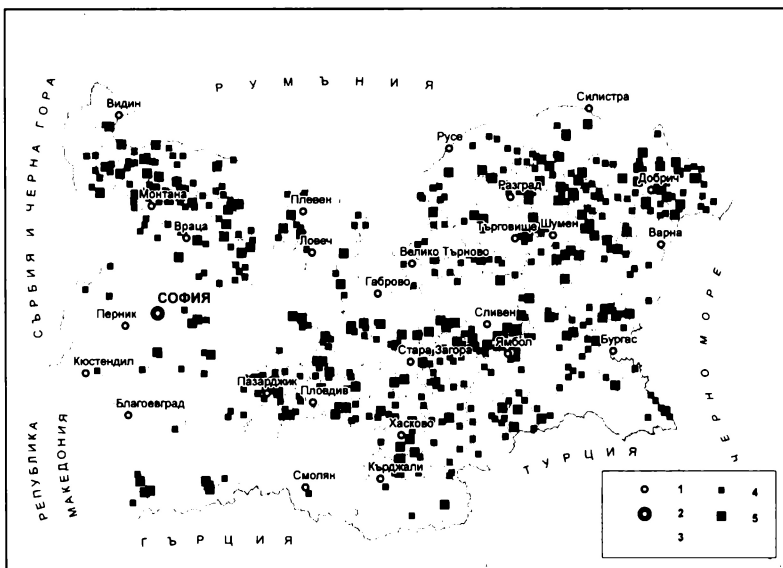 РУМЪНИЯ
СЪРБИЯ И ЧЕРНА ГОРА
Видин
Силистра
Русе
Монтана
Плевен
Разград
Добрич
Враца
Ловеч
Велико Търново
Търговище
Шумен
Варна
Габрово
СОФИЯ
Перник
Сливен
ЧЕРНО МОРЕ
Кюстендил
Стара Загора
Ямбол
Бургас
Пазарджик
Пловдив
Благоевград
Хасково
РЕПУБЛИКА
МАКЕДОНИЯ
Смолян
Кърджали
ТУРЦИЯ
ГЪРЦИЯ
1 4
2 5
3